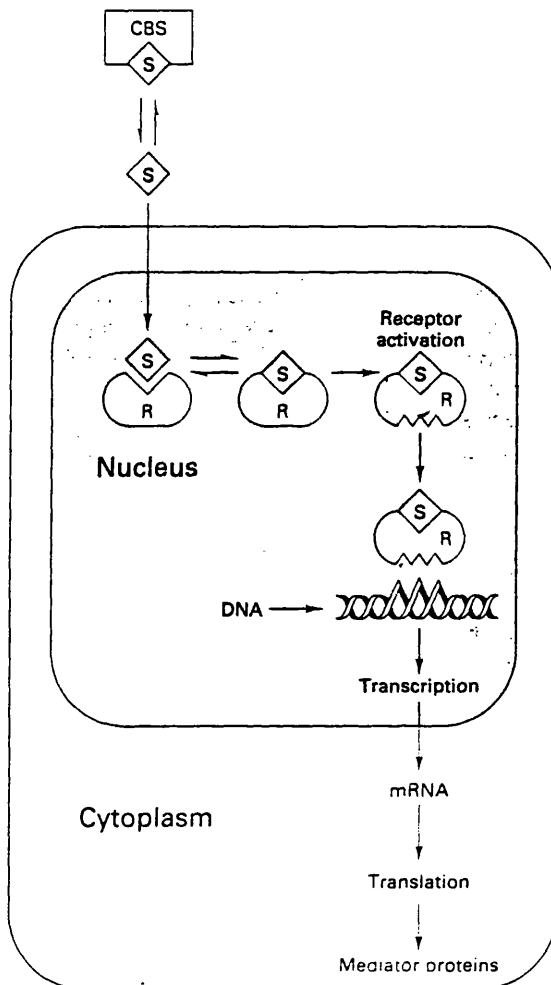 CBS
S
S
Receptor
activation
S
S
S
R
R
R
Nucleus
S
R
DNA
Transcription
mRNA
Cytoplasm
Translation
Mediator proteins